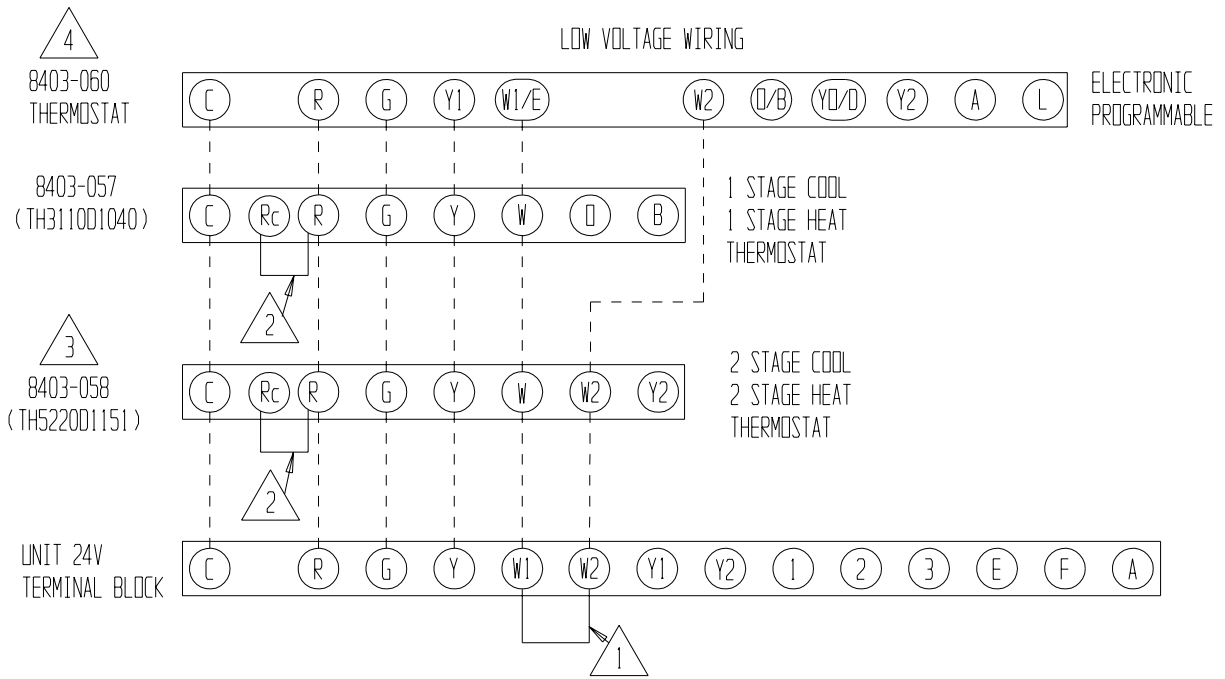 LOW VOLTAGE WIRING
4
8403-060
THERMOSTAT
C R G Y1 W1/E W2 O/B YO/D Y2 A L
ELECTRONIC
PROGRAMMABLE
8403-057
(TH3110D1040)
C Rc R G Y W O B
1 STAGE COOL
1 STAGE HEAT
THERMOSTAT
2
3
8403-058
(TH5220D1151)
C Rc R G Y W W2 Y2
2 STAGE COOL
2 STAGE HEAT
THERMOSTAT
2
UNIT 24V
TERMINAL BLOCK
C R G Y W1 W2 Y1 Y2 1 2 3 E F A
1